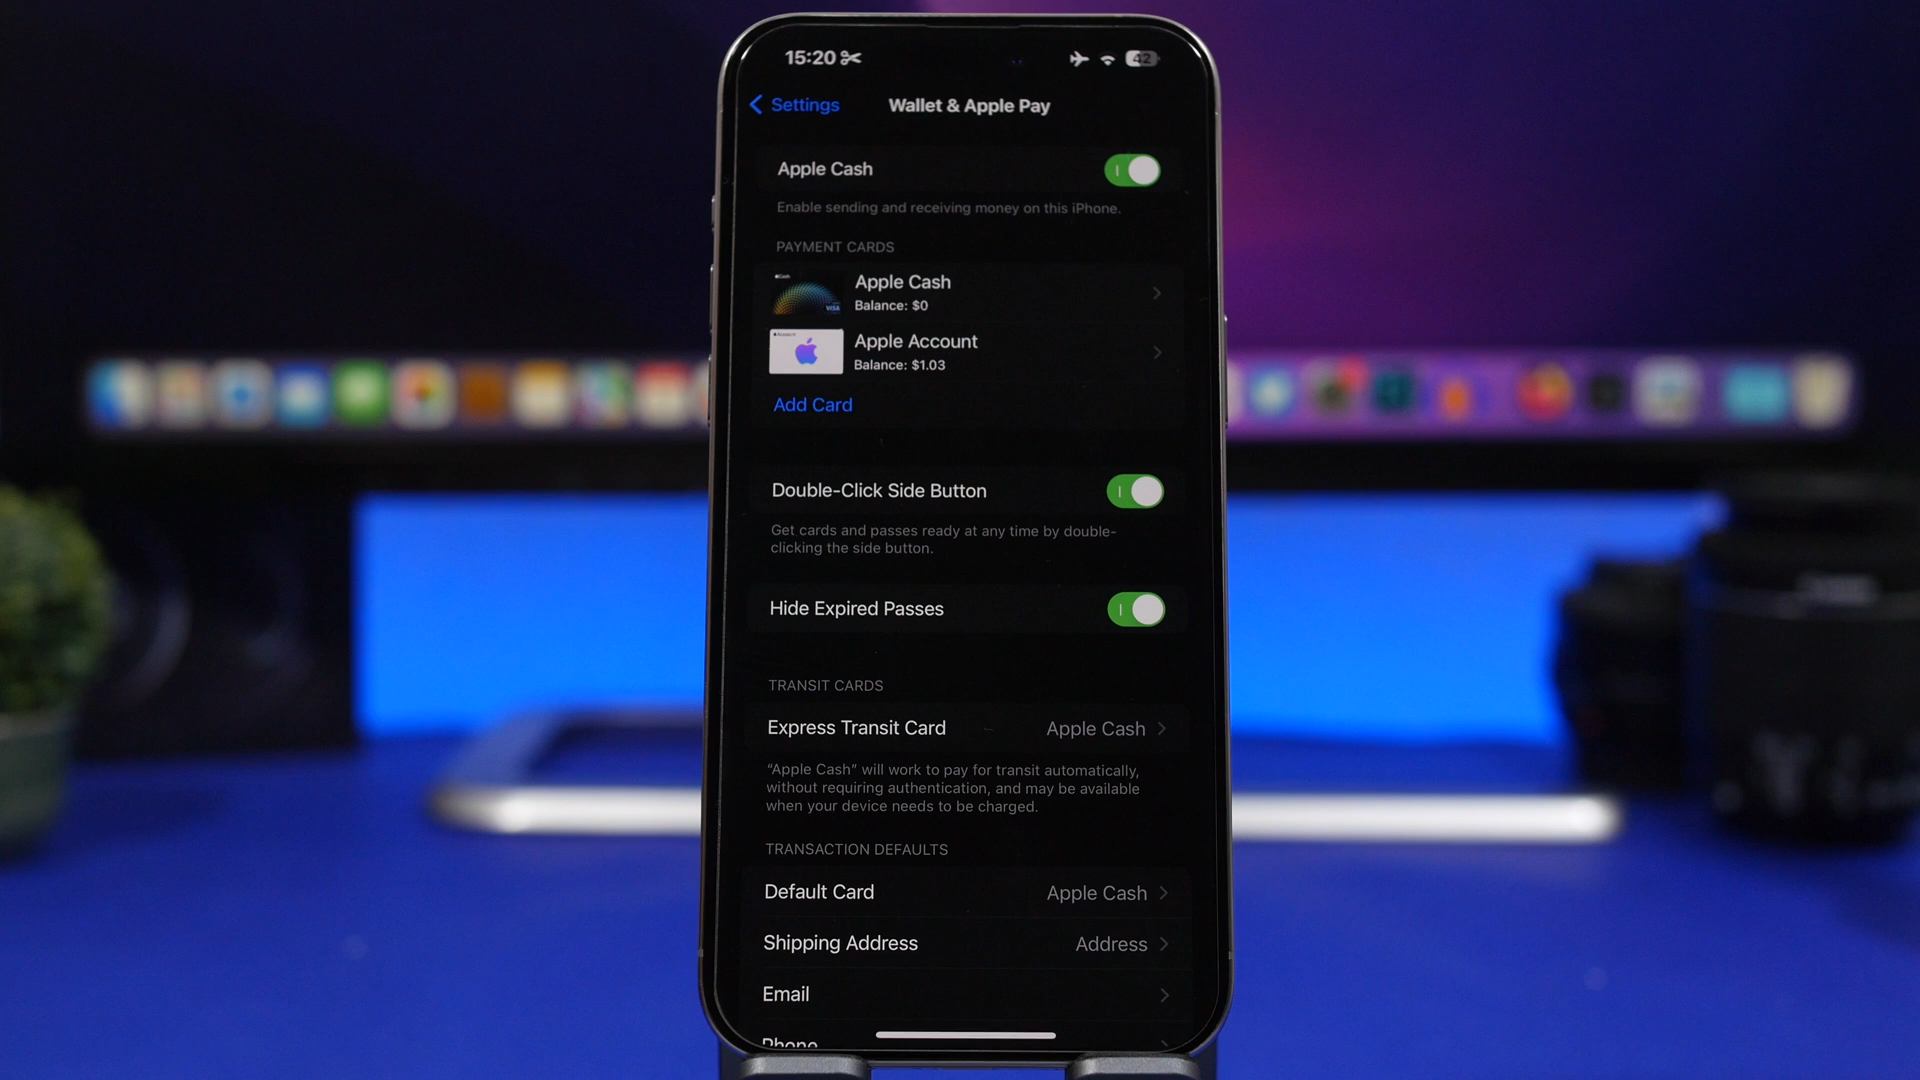 15:20
42
Settings
Wallet & Apple Pay
Apple Cash
Enable sending and receiving money on this iPhone.
PAYMENT CARDS
Cash
VISA
Apple Cash
Balance: $0
Apple Account
Balance: $1.03
Add Card
Double-Click Side Button
Get cards and passes ready at any time by double-
clicking the side button.
Hide Expired Passes
TRANSIT CARDS
Express Transit Card
Apple Cash
“Apple Cash” will work to pay for transit automatically,
without requiring authentication, and may be available
when your device needs to be charged.
TRANSACTION DEFAULTS
Default Card
Apple Cash
Shipping Address
Address
Email
Phone